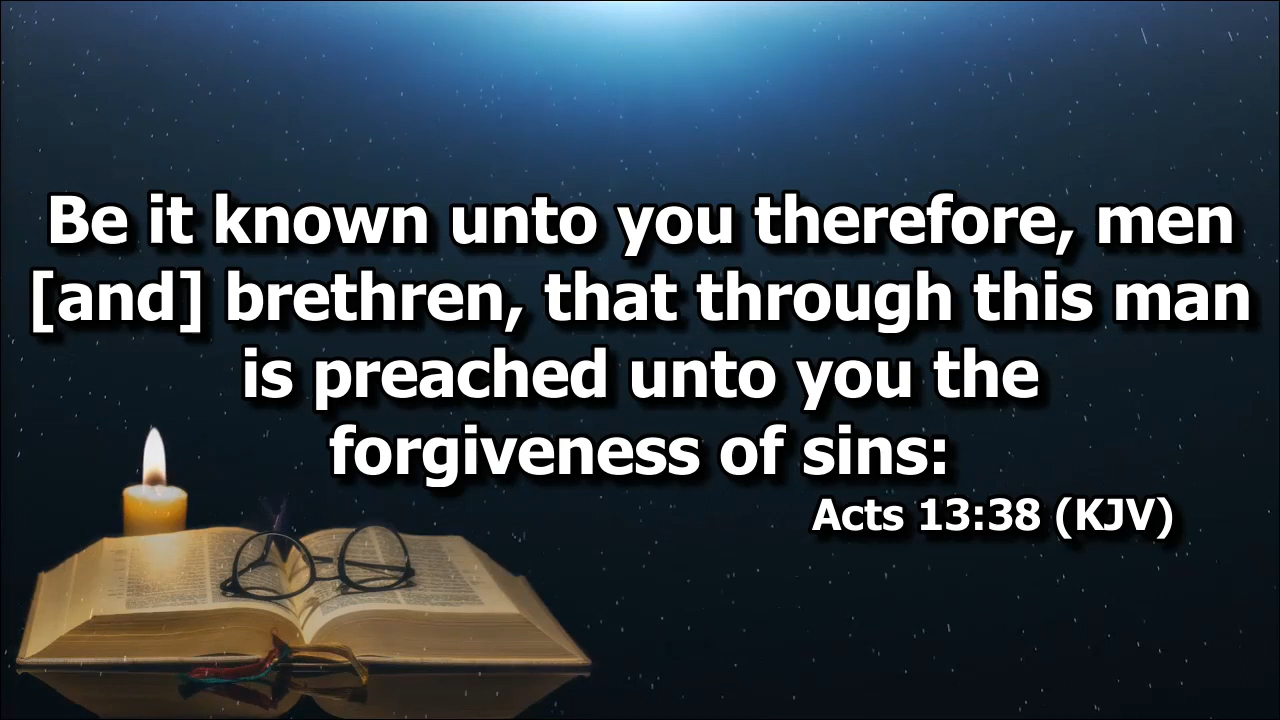 Be it known unto you therefore, men
[and] brethren, that through this man
is preached unto you the
forgiveness of sins:
Acts 13:38 (KJV)